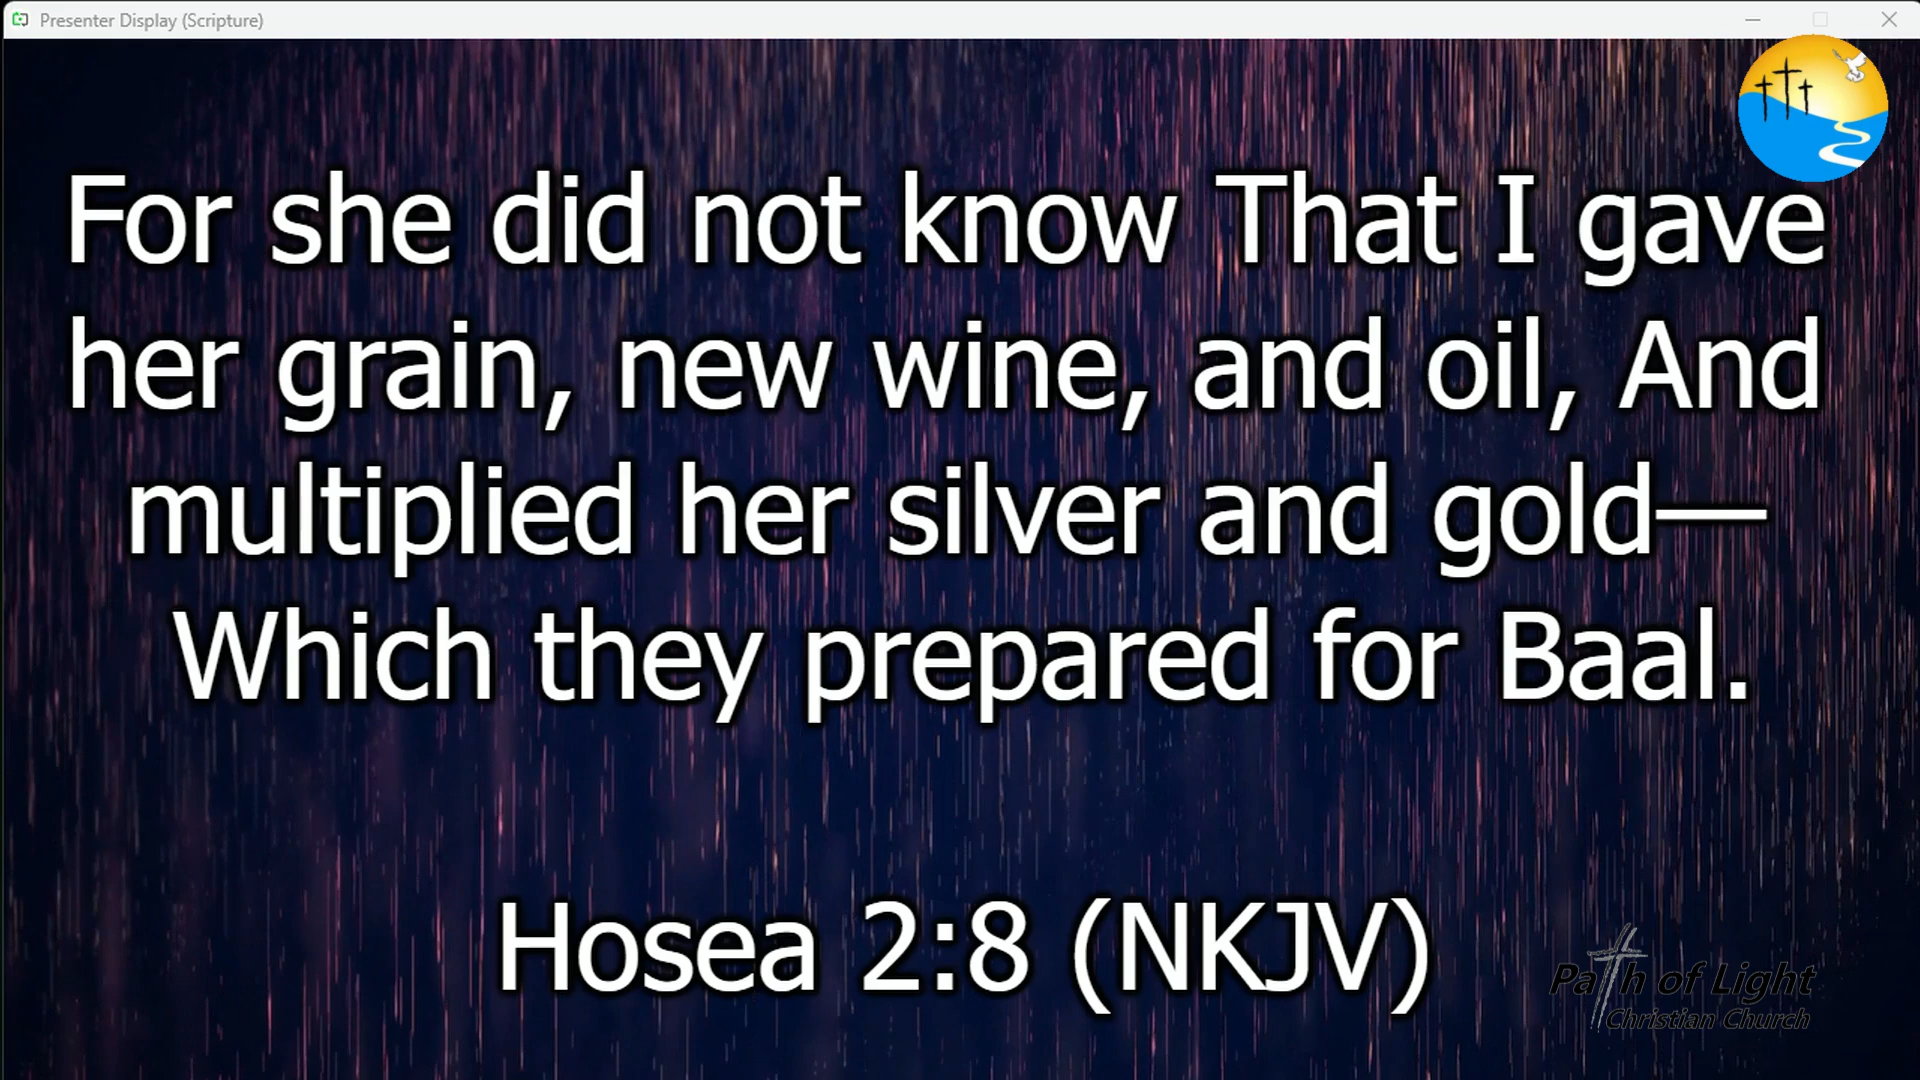 Presenter Display (Scripture)
For she did not know That I gave
her grain, new wine, and oil, And
multiplied her silver and gold—
Which they prepared for Baal.
Hosea 2:8 (NKJV)
Path of Light
Christian Church